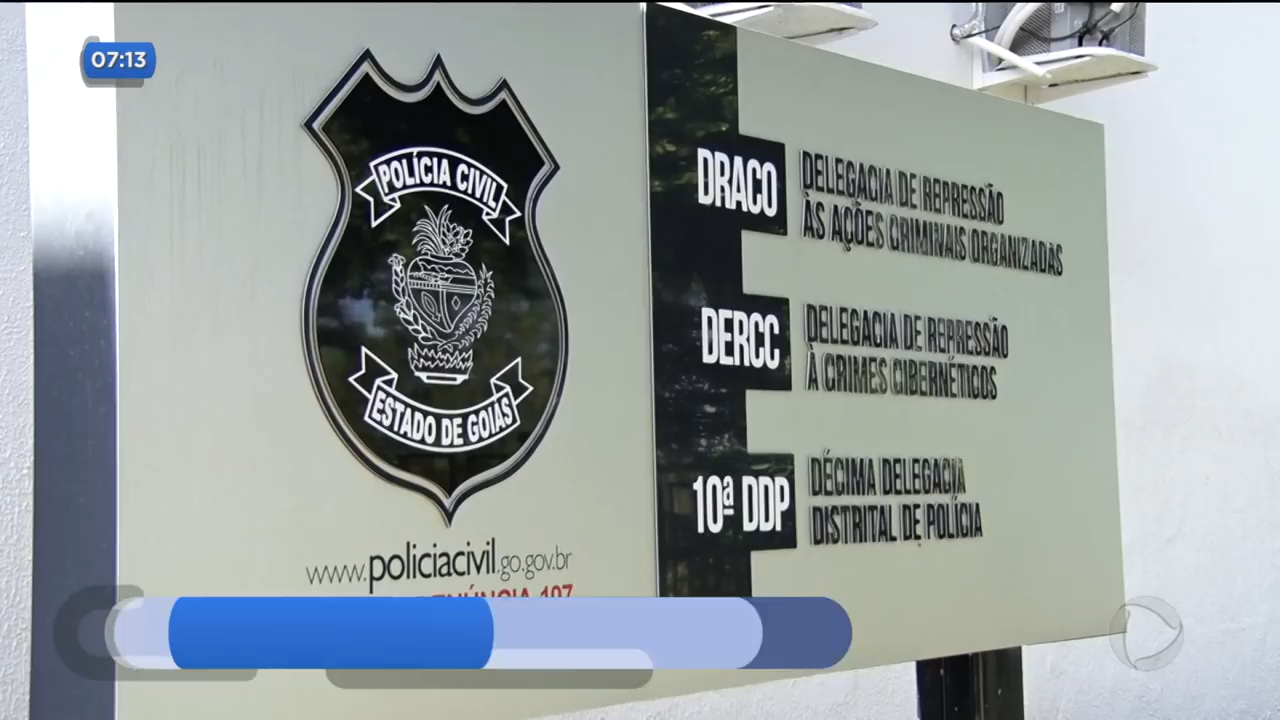 07:13
POLÍCIA CIVIL
ESTADO DE GOIÁS
www.policiacivil.go.gov.br
DRACO
DELEGACIA DE REPRESSÃO
ÀS AÇÕES CRIMINAIS ORGANIZADAS
DERCC
DELEGACIA DE REPRESSÃO
À CRIMES CIBERNÉTICOS
10ª DDP
DÉCIMA DELEGACIA
DISTRITAL DE POLÍCIA